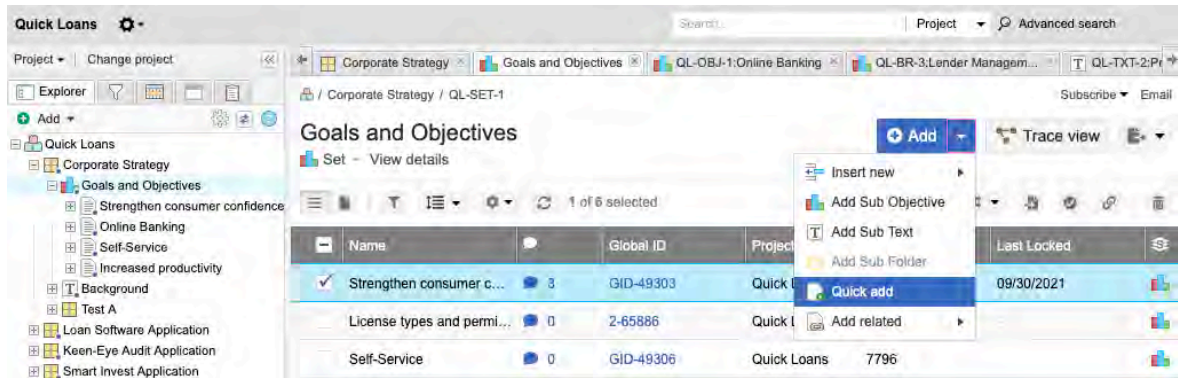 Quick Loans
Search
Project
Advanced search
Project
Change project
Corporate Strategy
Goals and Objectives
QL-OBJ-1:Online Banking
QL-BR-3:Lender Managem...
QL-TXT-2:Pr
Explorer
/ Corporate Strategy / QL-SET-1
Subscribe
Email
Add
Quick Loans
Corporate Strategy
Goals and Objectives
Strengthen consumer confidence
Online Banking
Self-Service
Increased productivity
Background
Test A
Loan Software Application
Keen-Eye Audit Application
Smart Invest Application
Goals and Objectives
Add
Trace view
Set - View details
1 of 6 selected
Insert new
Add Sub Objective
Add Sub Text
Add Sub Folder
Quick add
Add related
Name
Global ID
Project
Last Locked
Strengthen consumer c...
3
GID-49303
Quick
09/30/2021
License types and permi...
0
2-65886
Quick
Self-Service
0
GID-49306
Quick Loans
7796